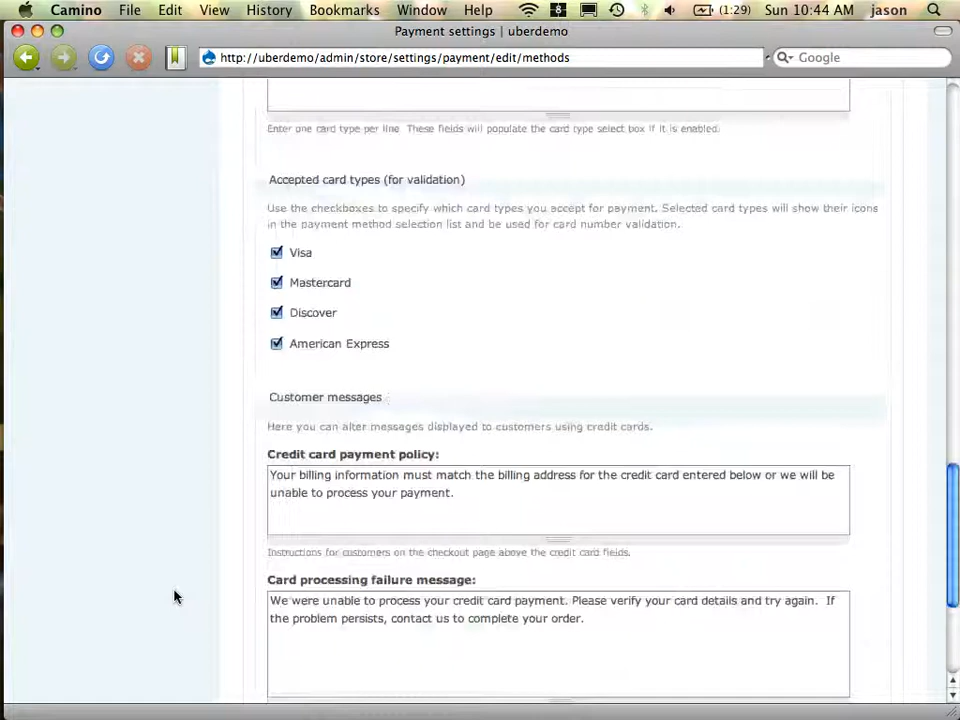 Camino File Edit View History Bookmarks Window Help (1:29) Sun 10:44 AM jason
Payment settings | uberdemo
http://uberdemo/admin/store/settings/payment/edit/methods Google
Enter one card type per line. These fields will populate the card type select box if it is enabled.
Accepted card types (for validation)
Use the checkboxes to specify which card types you accept for payment. Selected card types will show their icons
in the payment method selection list and be used for card number validation.
Visa
Mastercard
Discover
American Express
Customer messages
Here you can alter messages displayed to customers using credit cards.
Credit card payment policy:
Your billing information must match the billing address for the credit card entered below or we will be
unable to process your payment.
Instructions for customers on the checkout page above the credit card fields.
Card processing failure message:
We were unable to process your credit card payment. Please verify your card details and try again. If
the problem persists, contact us to complete your order.